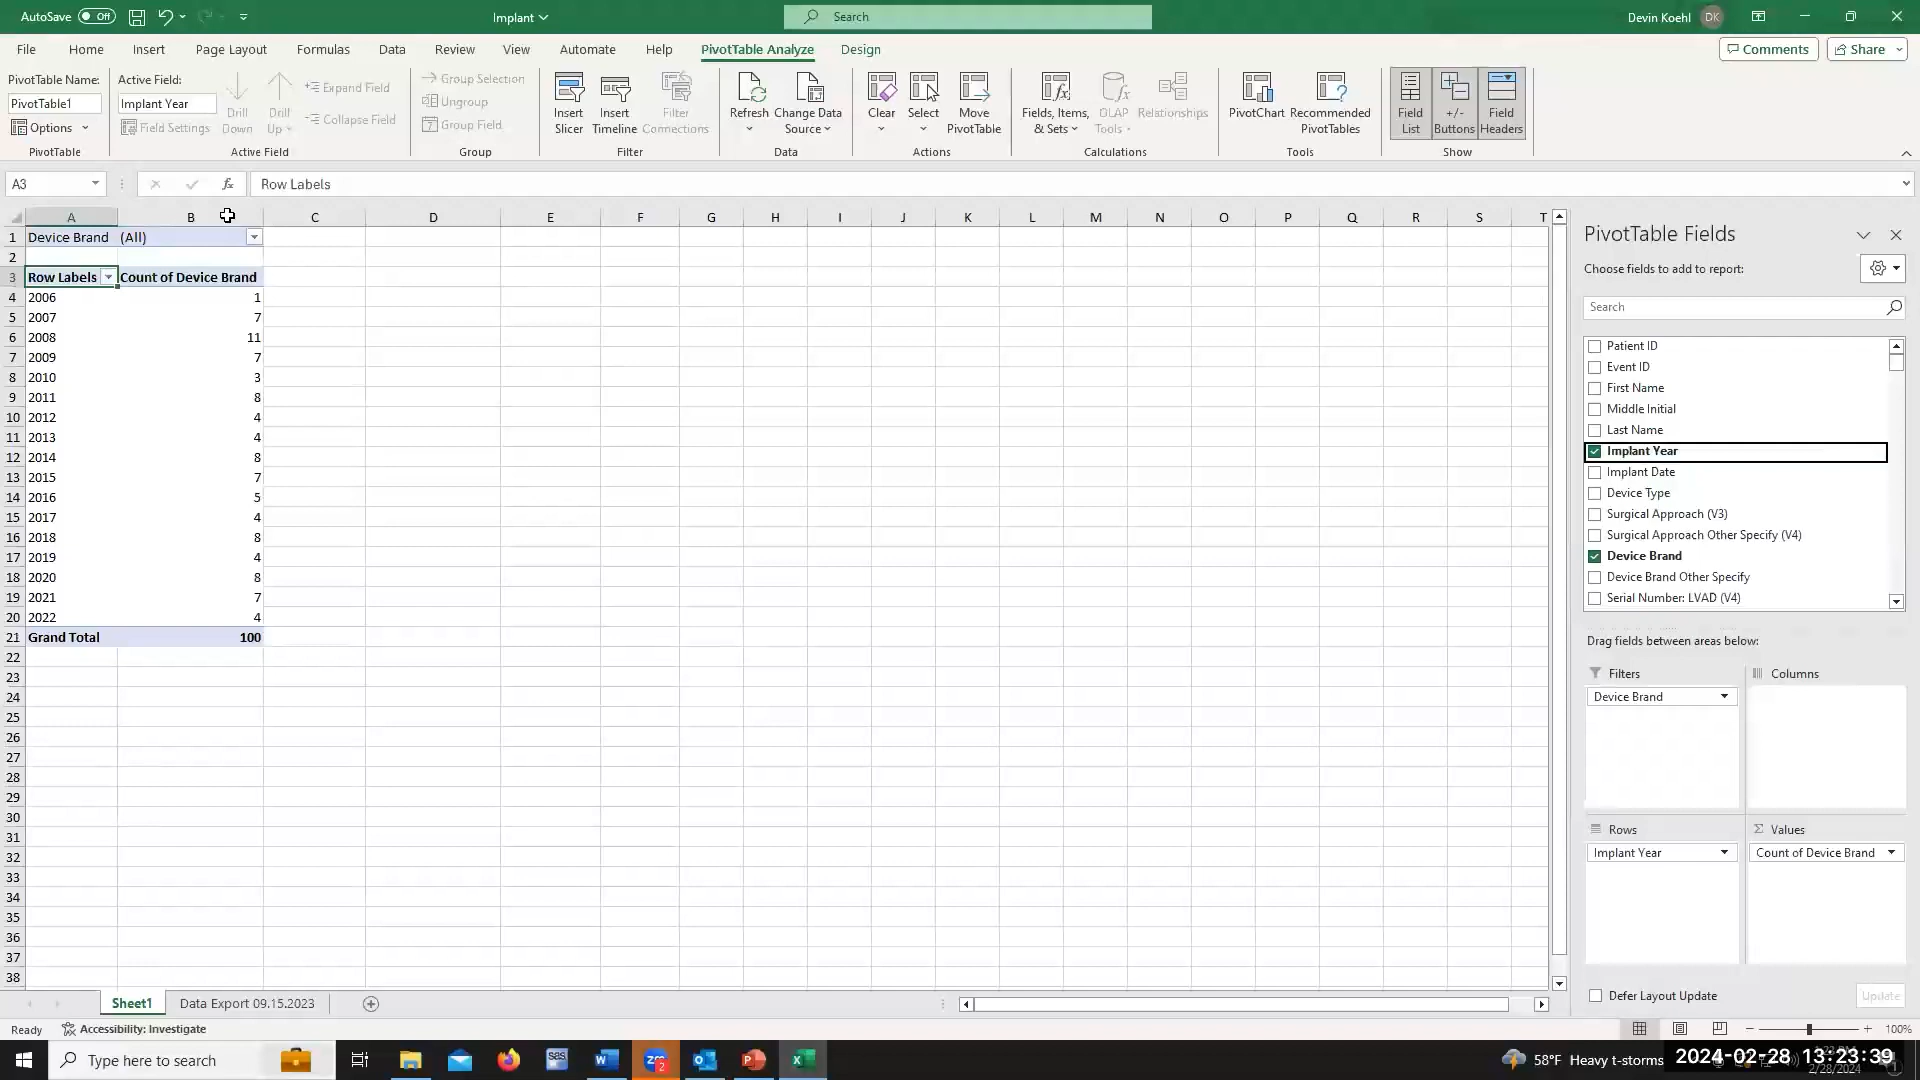 AutoSave Off
Implant
Search
Devin Koehl DK
File Home Insert Page Layout Formulas Data Review View Automate Help PivotTable Analyze Design
Comments Share
PivotTable Name:
PivotTable1
Options
PivotTable
Active Field:
Implant Year
Field Settings
Drill Down
Drill Up
Expand Field
Collapse Field
Active Field
Group Selection
Ungroup
Group Field
Group
Insert Slicer
Insert Timeline
Filter Connections
Filter
Refresh
Change Data Source
Data
Clear
Select
Move PivotTable
Actions
Fields, Items, & Sets
OLAP Tools
Relationships
Calculations
PivotChart
Recommended PivotTables
Tools
Field List
+/- Buttons
Field Headers
Show
A3
fx
Row Labels
A B C D E F G H I J K L M N O P Q R S T
1 Device Brand (All)
2
3 Row Labels Count of Device Brand
4 2006 1
5 2007 7
6 2008 11
7 2009 7
8 2010 3
9 2011 8
10 2012 4
11 2013 4
12 2014 8
13 2015 7
14 2016 5
15 2017 4
16 2018 8
17 2019 4
18 2020 8
19 2021 7
20 2022 4
21 Grand Total 100
22
23
24
25
26
27
28
29
30
31
32
33
34
35
36
37
38
PivotTable Fields
Choose fields to add to report:
Search
Patient ID
Event ID
First Name
Middle Initial
Last Name
Implant Year
Implant Date
Device Type
Surgical Approach (V3)
Surgical Approach Other Specify (V4)
Device Brand
Device Brand Other Specify
Serial Number: LVAD (V4)
Drag fields between areas below:
Filters
Device Brand
Columns
Rows
Implant Year
Values
Count of Device Brand
Defer Layout Update
Update
Sheet1 Data Export 09.15.2023
Ready Accessibility: Investigate
100%
Type here to search
58°F Heavy t-storms
2024-02-28 13:23:39
2/28/2024